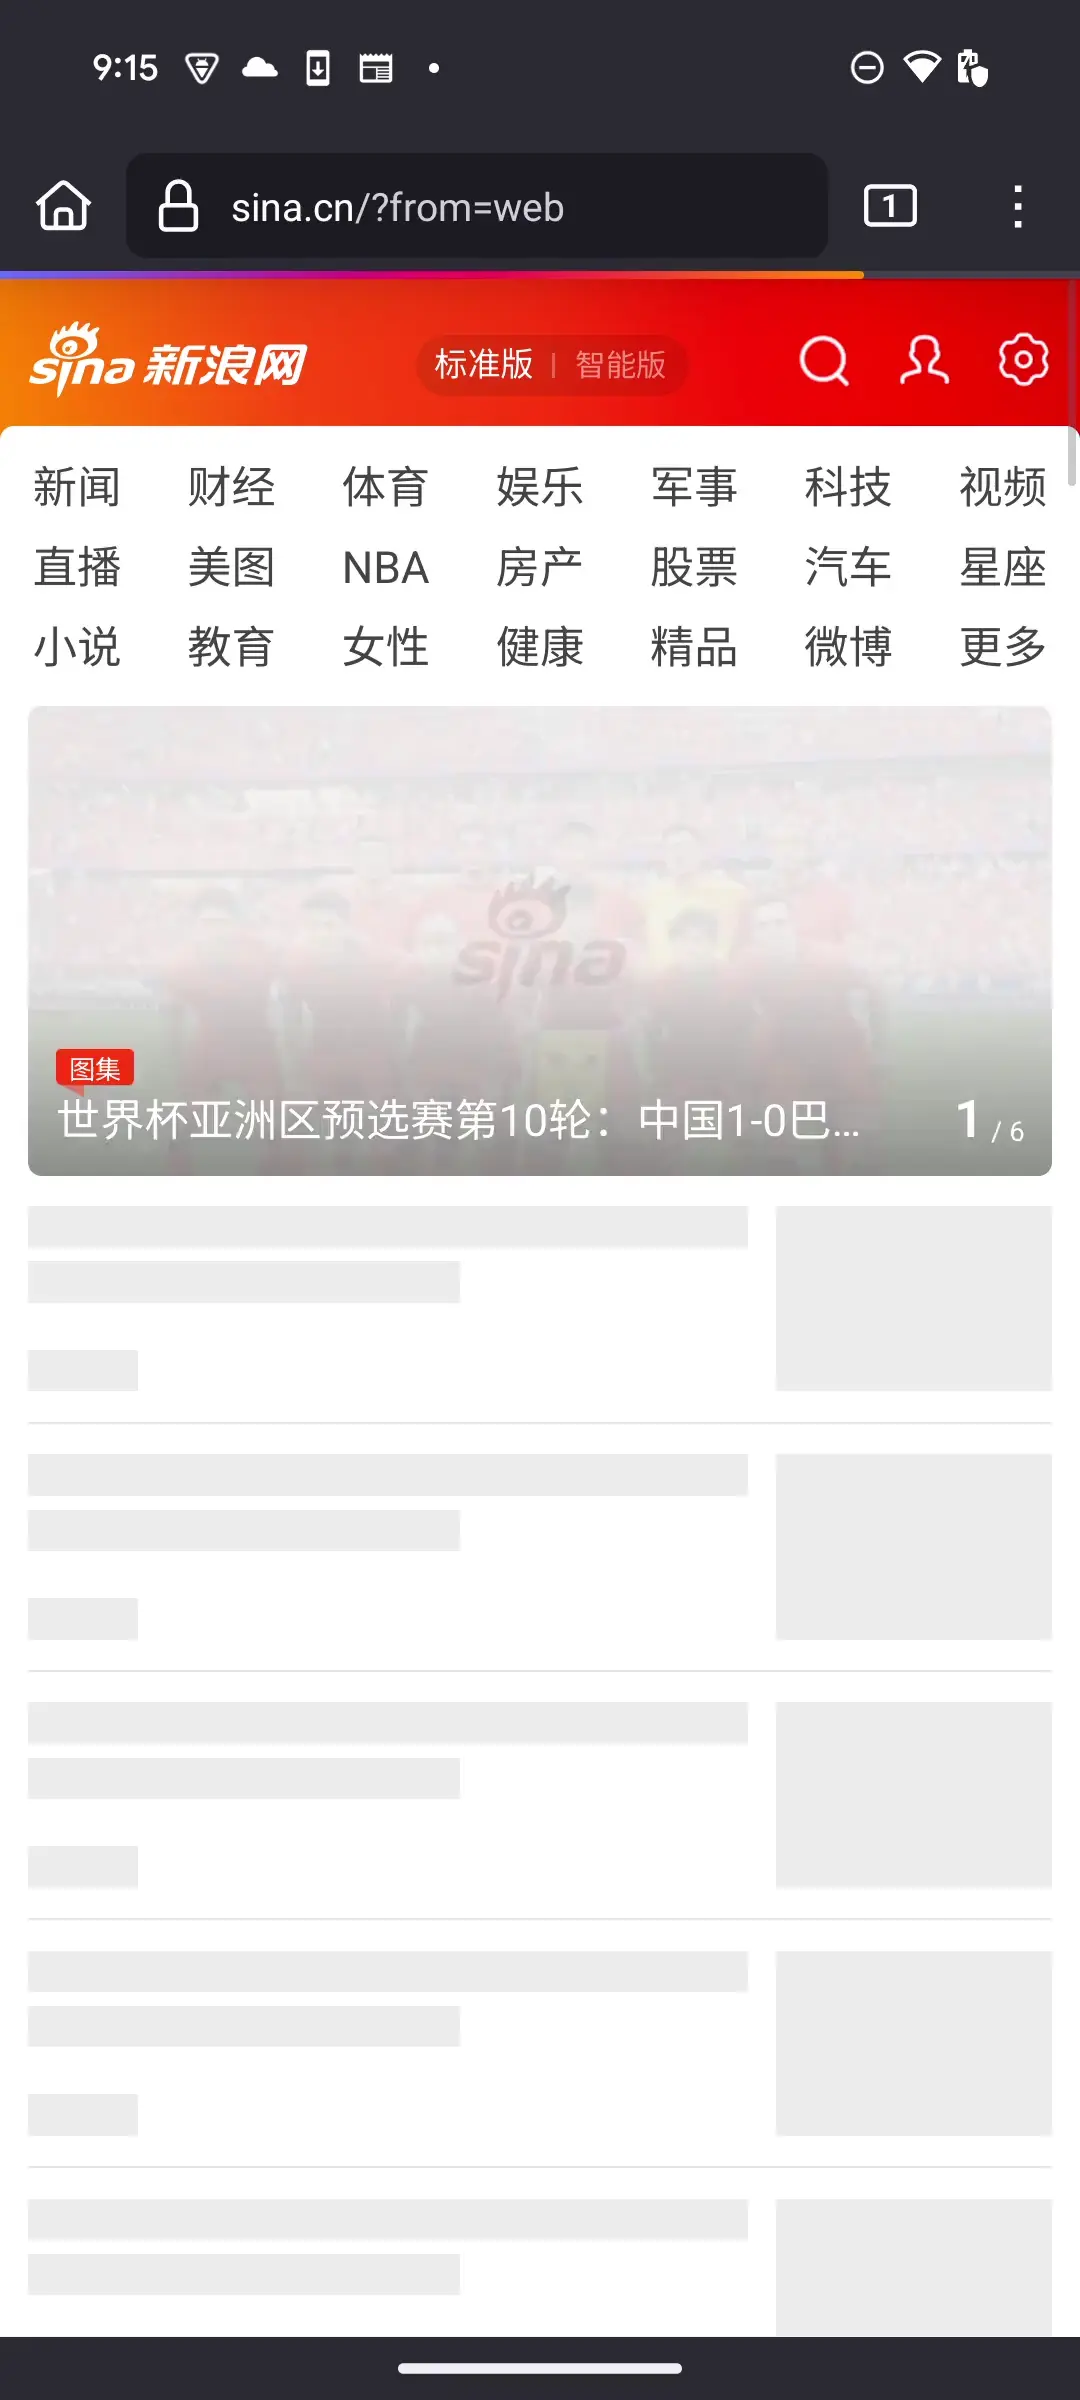 9:15
sina.cn/?from=web
1
sina 新浪网
标准版 | 智能版
新闻 财经 体育 娱乐 军事 科技 视频
直播 美图 NBA 房产 股票 汽车 星座
小说 教育 女性 健康 精品 微博 更多
sina
图集
世界杯亚洲区预选赛第10轮：中国1-0巴...
1 / 6